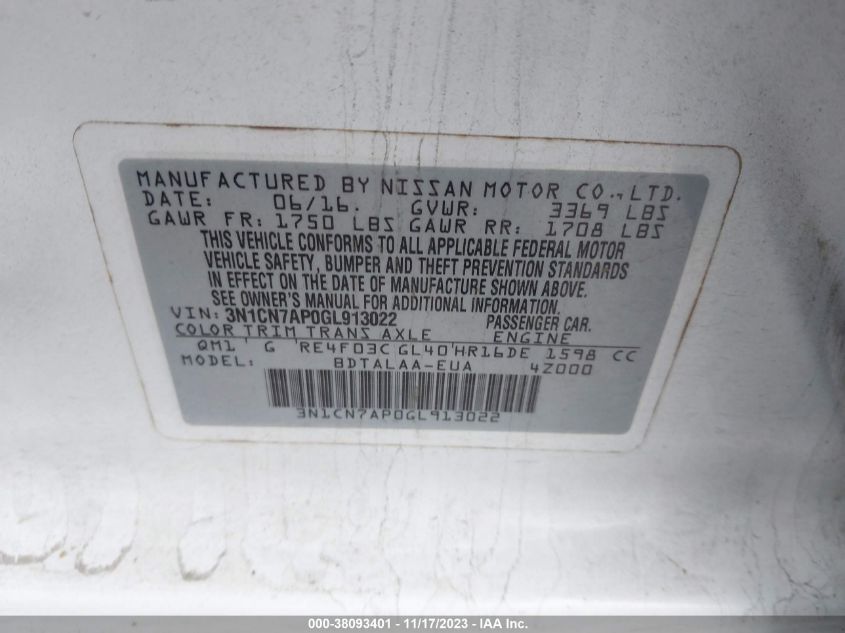 MANUFACTURED BY NISSAN MOTOR CO.,LTD.
DATE: 06/16. GVWR: 3369 LBS
GAWR FR: 1750 LBS GAWR RR: 1708 LBS
THIS VEHICLE CONFORMS TO ALL APPLICABLE FEDERAL MOTOR
VEHICLE SAFETY, BUMPER AND THEFT PREVENTION STANDARDS
IN EFFECT ON THE DATE OF MANUFACTURE SHOWN ABOVE.
SEE OWNER'S MANUAL FOR ADDITIONAL INFORMATION.
VIN: 3N1CN7AP0GL913022 PASSENGER CAR.
COLOR TRIM TRANS AXLE ENGINE
QM1 ' G 'RE4F03C GL40'HR16DE 1598 CC
MODEL: BDTALAA-EUA 4Z000
3N1CN7AP0GL913022
000-38093401 - 11/17/2023 - IAA Inc.